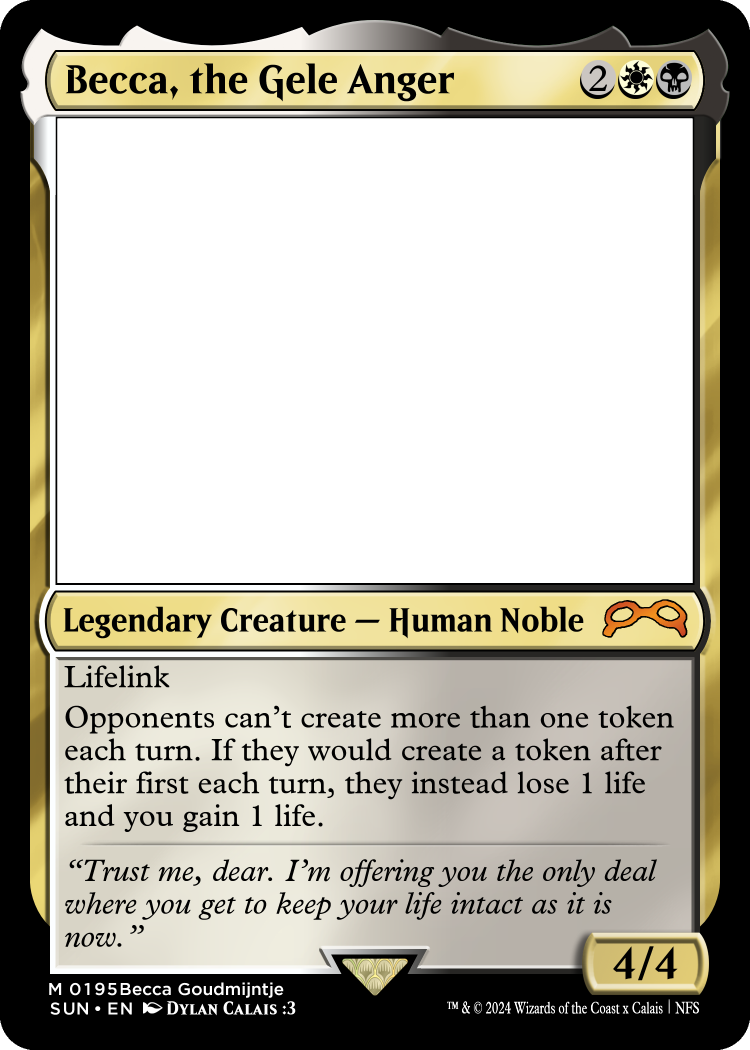 Becca, the Gele Anger 2
Legendary Creature — Human Noble
Lifelink
Opponents can’t create more than one token
each turn. If they would create a token after
their first each turn, they instead lose 1 life
and you gain 1 life.
“Trust me, dear. I’m offering you the only deal
where you get to keep your life intact as it is
now.”
4/4
M 0195Becca Goudmijntje
SUN • EN Dylan Calais :3
™ & © 2024 Wizards of the Coast x Calais | NFS